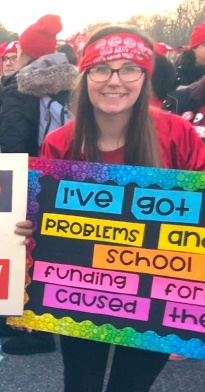 I've got
PROBLEMS and
SCHOOL
funding for
caused the